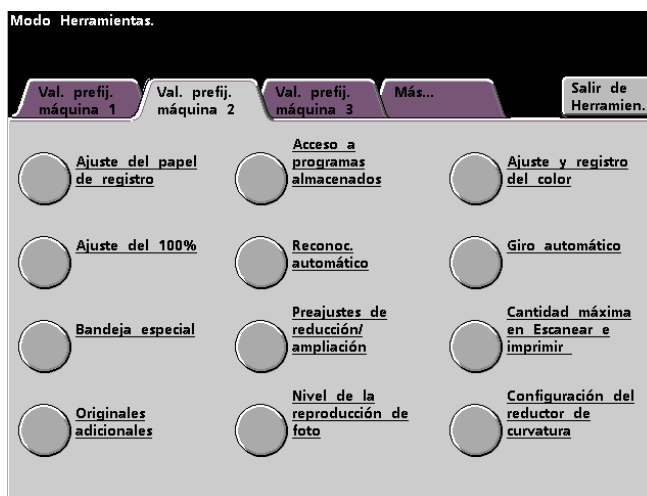 Modo Herramientas.
Val. prefij.
máquina 1
Val. prefij.
máquina 2
Val. prefij.
máquina 3
Más...
Salir de
Herramien.
Ajuste del papel
de registro
Acceso a
programas
almacenados
Ajuste y registro
del color
Ajuste del 100%
Reconoc.
automático
Giro automático
Bandeja especial
Preajustes de
reducción/
ampliación
Cantidad máxima
en Escanear e
imprimir
Originales
adicionales
Nivel de la
reproducción de
foto
Configuración del
reductor de
curvatura